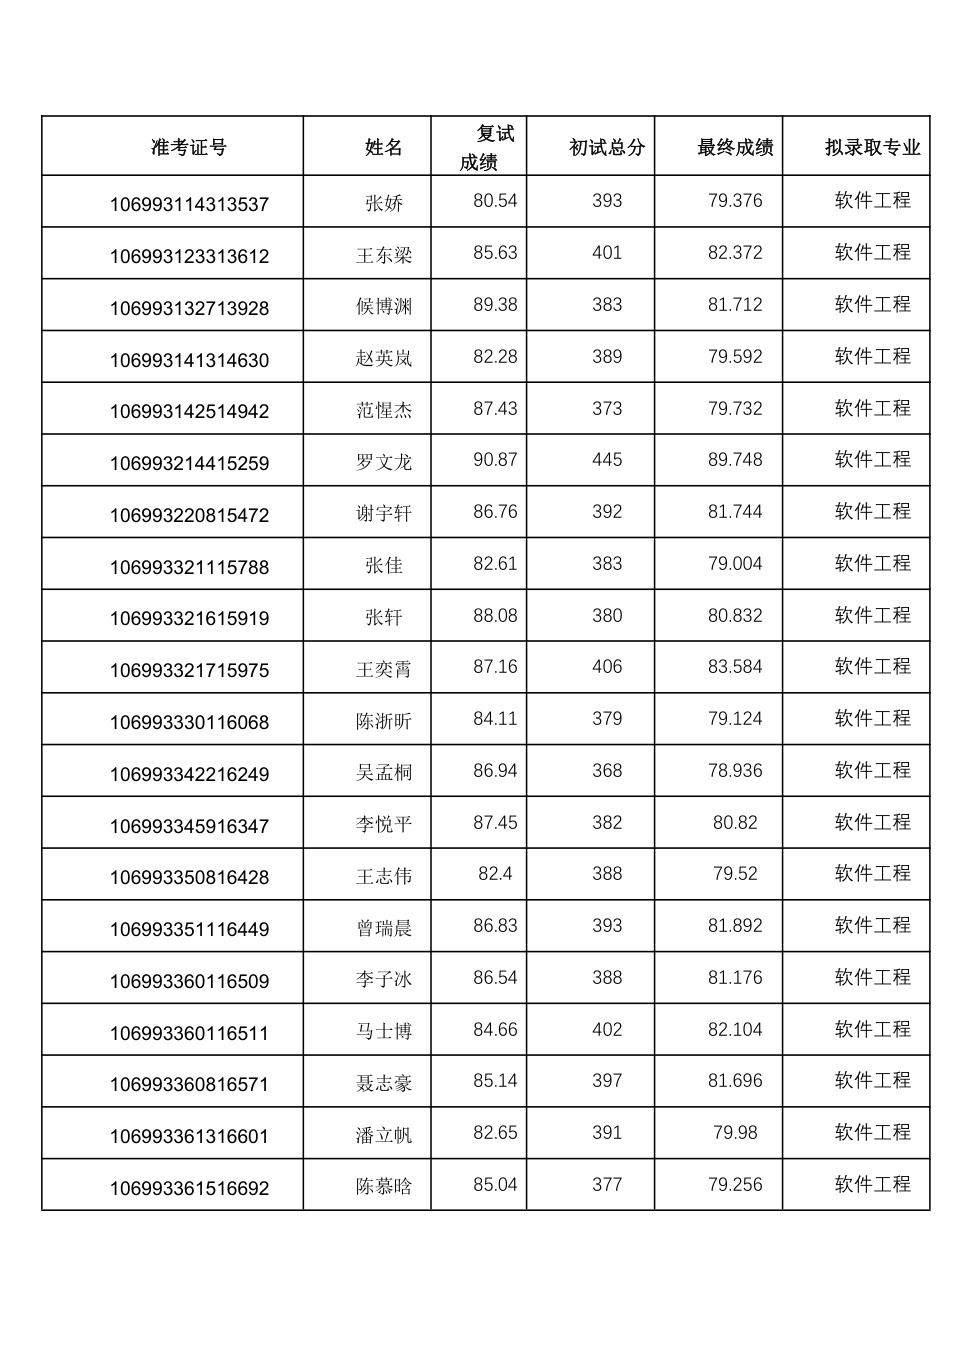 准考证号 姓名 复试成绩 初试总分 最终成绩 拟录取专业
106993114313537 张娇 80.54 393 79.376 软件工程
106993123313612 王东梁 85.63 401 82.372 软件工程
106993132713928 候博渊 89.38 383 81.712 软件工程
106993141314630 赵英岚 82.28 389 79.592 软件工程
106993142514942 范惺杰 87.43 373 79.732 软件工程
106993214415259 罗文龙 90.87 445 89.748 软件工程
106993220815472 谢宇轩 86.76 392 81.744 软件工程
106993321115788 张佳 82.61 383 79.004 软件工程
106993321615919 张轩 88.08 380 80.832 软件工程
106993321715975 王奕霄 87.16 406 83.584 软件工程
106993330116068 陈浙昕 84.11 379 79.124 软件工程
106993342216249 吴孟桐 86.94 368 78.936 软件工程
106993345916347 李悦平 87.45 382 80.82 软件工程
106993350816428 王志伟 82.4 388 79.52 软件工程
106993351116449 曾瑞晨 86.83 393 81.892 软件工程
106993360116509 李子冰 86.54 388 81.176 软件工程
106993360116511 马士博 84.66 402 82.104 软件工程
106993360816571 聂志豪 85.14 397 81.696 软件工程
106993361316601 潘立帆 82.65 391 79.98 软件工程
106993361516692 陈慕晗 85.04 377 79.256 软件工程